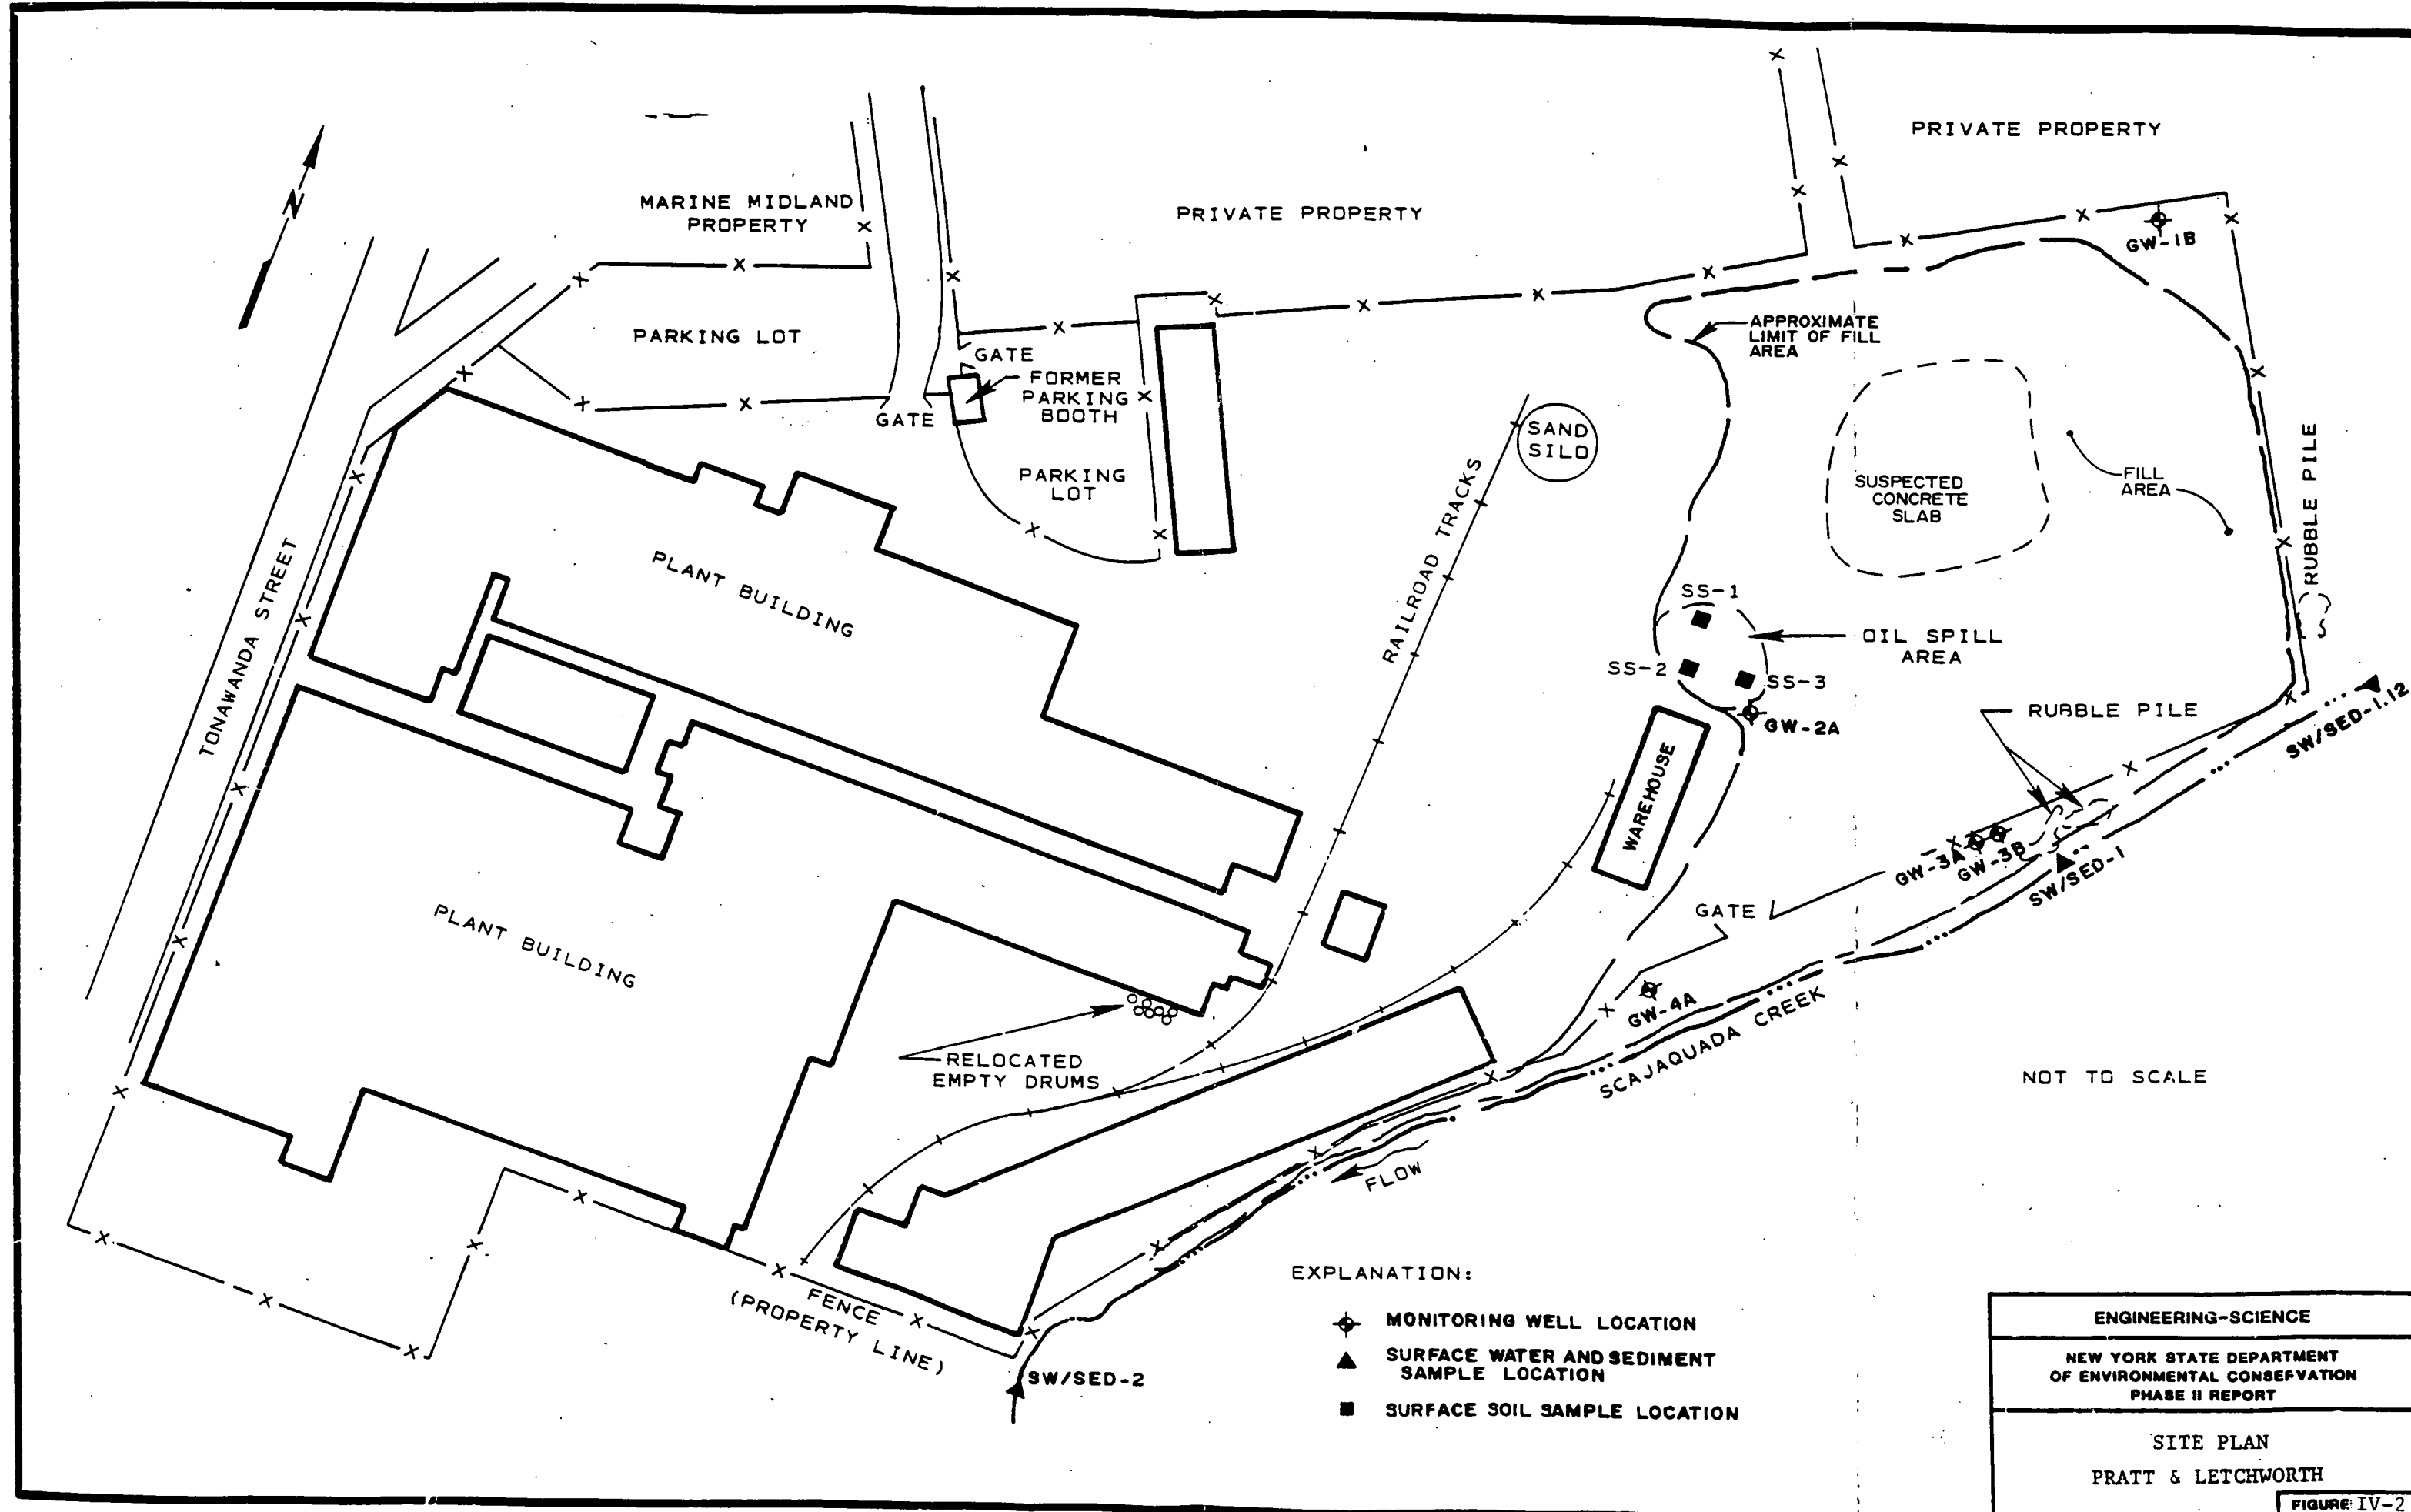 PRIVATE PROPERTY
MARINE MIDLAND
PROPERTY
PRIVATE PROPERTY
N
GW-1B
PARKING LOT
APPROXIMATE
LIMIT OF FILL
AREA
GATE
FORMER
PARKING
BOOTH
GATE
SAND
SILO
PARKING
LOT
SUSPECTED
CONCRETE
SLAB
FILL
AREA
RUBBLE PILE
RAILROAD TRACKS
TONAWANDA STREET
PLANT BUILDING
SS-1
OIL SPILL
AREA
SS-2
SS-3
GW-2A
RUBBLE PILE
SW/SED-1.12
WAREHOUSE
GW-3A
GW-3B
SW/SED-1
GATE
PLANT BUILDING
GW-4A
SCAJAQUADA CREEK
RELOCATED
EMPTY DRUMS
NOT TO SCALE
FLOW
FENCE
(PROPERTY LINE)
SW/SED-2
EXPLANATION:
MONITORING WELL LOCATION
SURFACE WATER AND SEDIMENT
SAMPLE LOCATION
SURFACE SOIL SAMPLE LOCATION
ENGINEERING-SCIENCE
NEW YORK STATE DEPARTMENT
OF ENVIRONMENTAL CONSERVATION
PHASE II REPORT
SITE PLAN
PRATT & LETCHWORTH
FIGURE IV-2